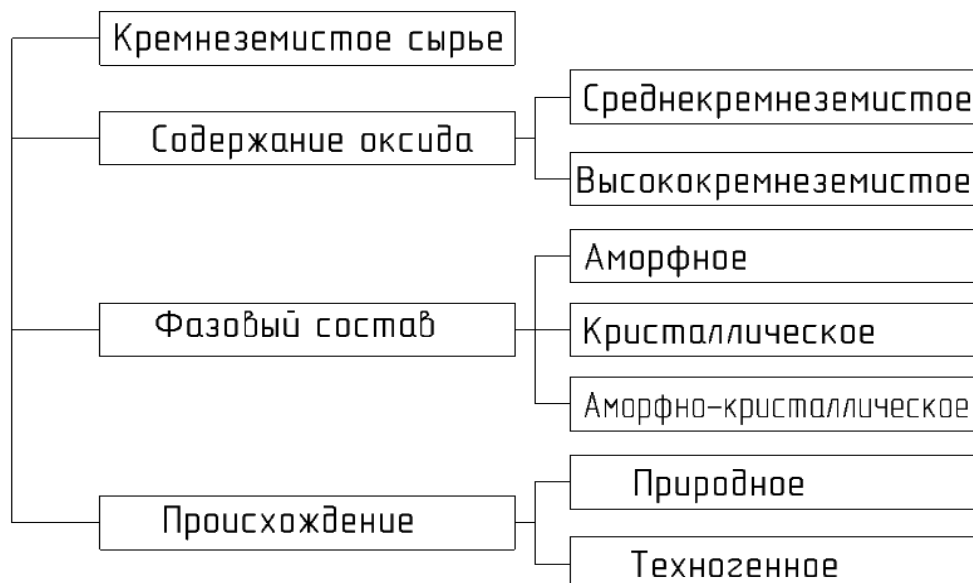 Кремнеземистое сырье
Содержание оксида
Среднекремнеземистое
Высококремнеземистое
Фазовый состав
Аморфное
Кристаллическое
Аморфно-кристаллическое
Происхождение
Природное
Техногенное